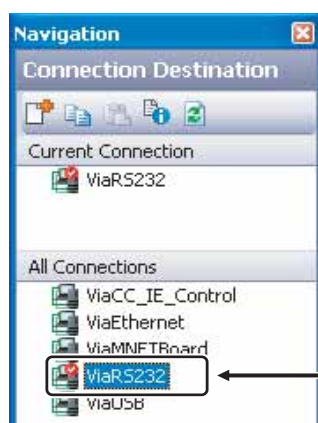 Navigation
Connection Destination
Current Connection
ViaRS232
All Connections
ViaCC_IE_Control
ViaEthernet
ViaMNETBoard
ViaRS232
ViaUSB